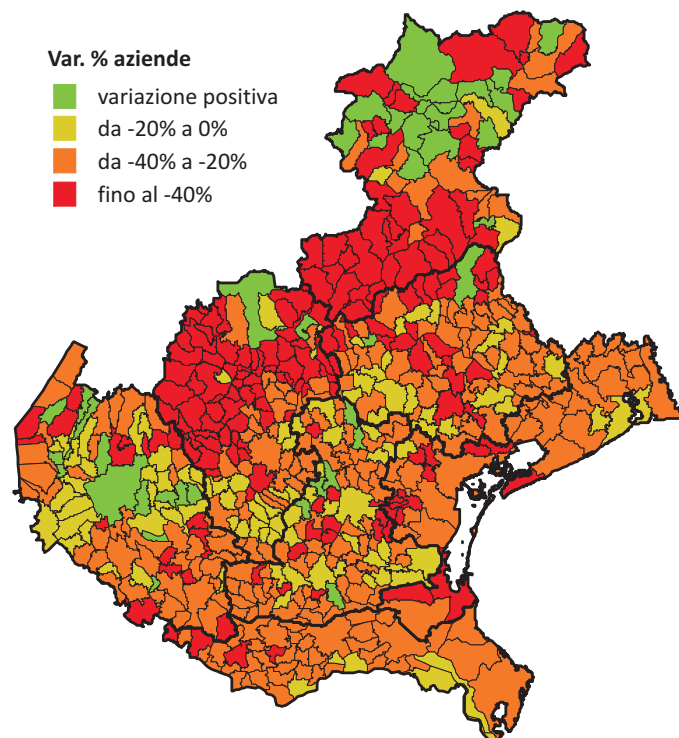 Var. % aziende
variazione positiva
da -20% a 0%
da -40% a -20%
fino al -40%